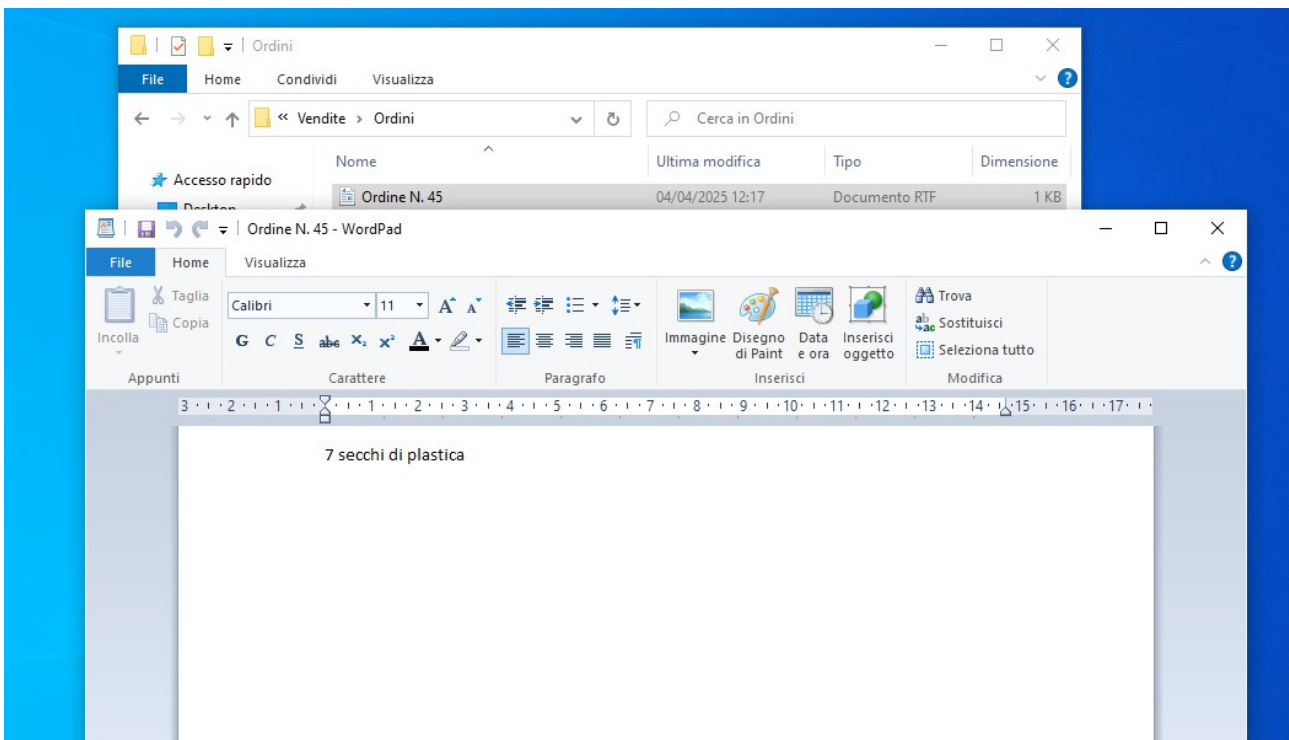 Ordini
File Home Condividi Visualizza
« Vendite › Ordini Cerca in Ordini
Nome Ultima modifica Tipo Dimensione
Accesso rapido
Ordine N. 45 04/04/2025 12:17 Documento RTF 1 KB
Desktop
Ordine N. 45 - WordPad
File Home Visualizza
Incolla
Taglia
Copia
Appunti
Calibri 11
G C S abc X₂ x² A
Carattere
Paragrafo
Immagine
Disegno di Paint
Data e ora
Inserisci oggetto
Inserisci
Trova
Sostituisci
Seleziona tutto
Modifica
3 2 1 1 2 3 4 5 6 7 8 9 10 11 12 13 14 15 16 17
7 secchi di plastica